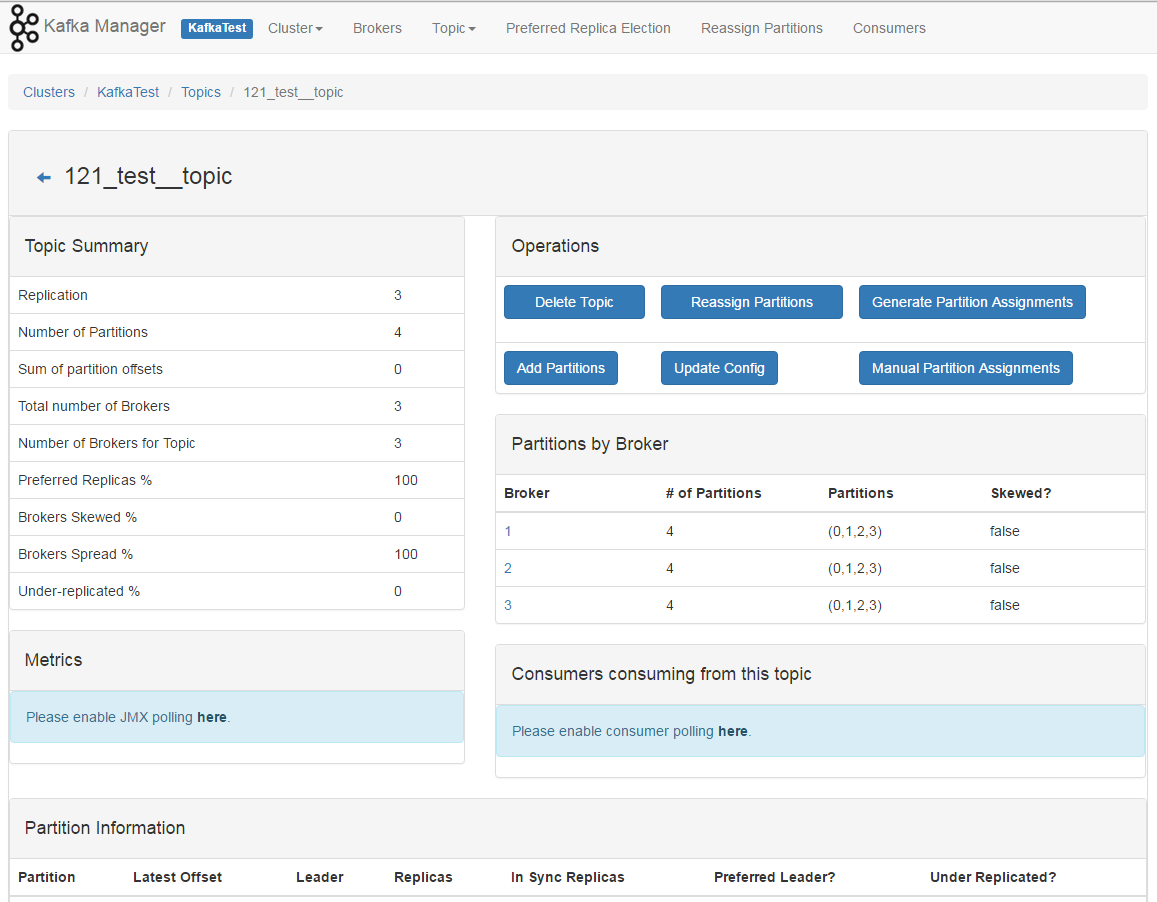 Kafka Manager KafkaTest Cluster Brokers Topic Preferred Replica Election Reassign Partitions Consumers
Clusters / KafkaTest / Topics / 121_test__topic
121_test__topic
Topic Summary
Replication 3
Number of Partitions 4
Sum of partition offsets 0
Total number of Brokers 3
Number of Brokers for Topic 3
Preferred Replicas % 100
Brokers Skewed % 0
Brokers Spread % 100
Under-replicated % 0
Metrics
Please enable JMX polling here.
Operations
Delete Topic Reassign Partitions Generate Partition Assignments
Add Partitions Update Config Manual Partition Assignments
Partitions by Broker
Broker # of Partitions Partitions Skewed?
1 4 (0,1,2,3) false
2 4 (0,1,2,3) false
3 4 (0,1,2,3) false
Consumers consuming from this topic
Please enable consumer polling here.
Partition Information
Partition Latest Offset Leader Replicas In Sync Replicas Preferred Leader? Under Replicated?